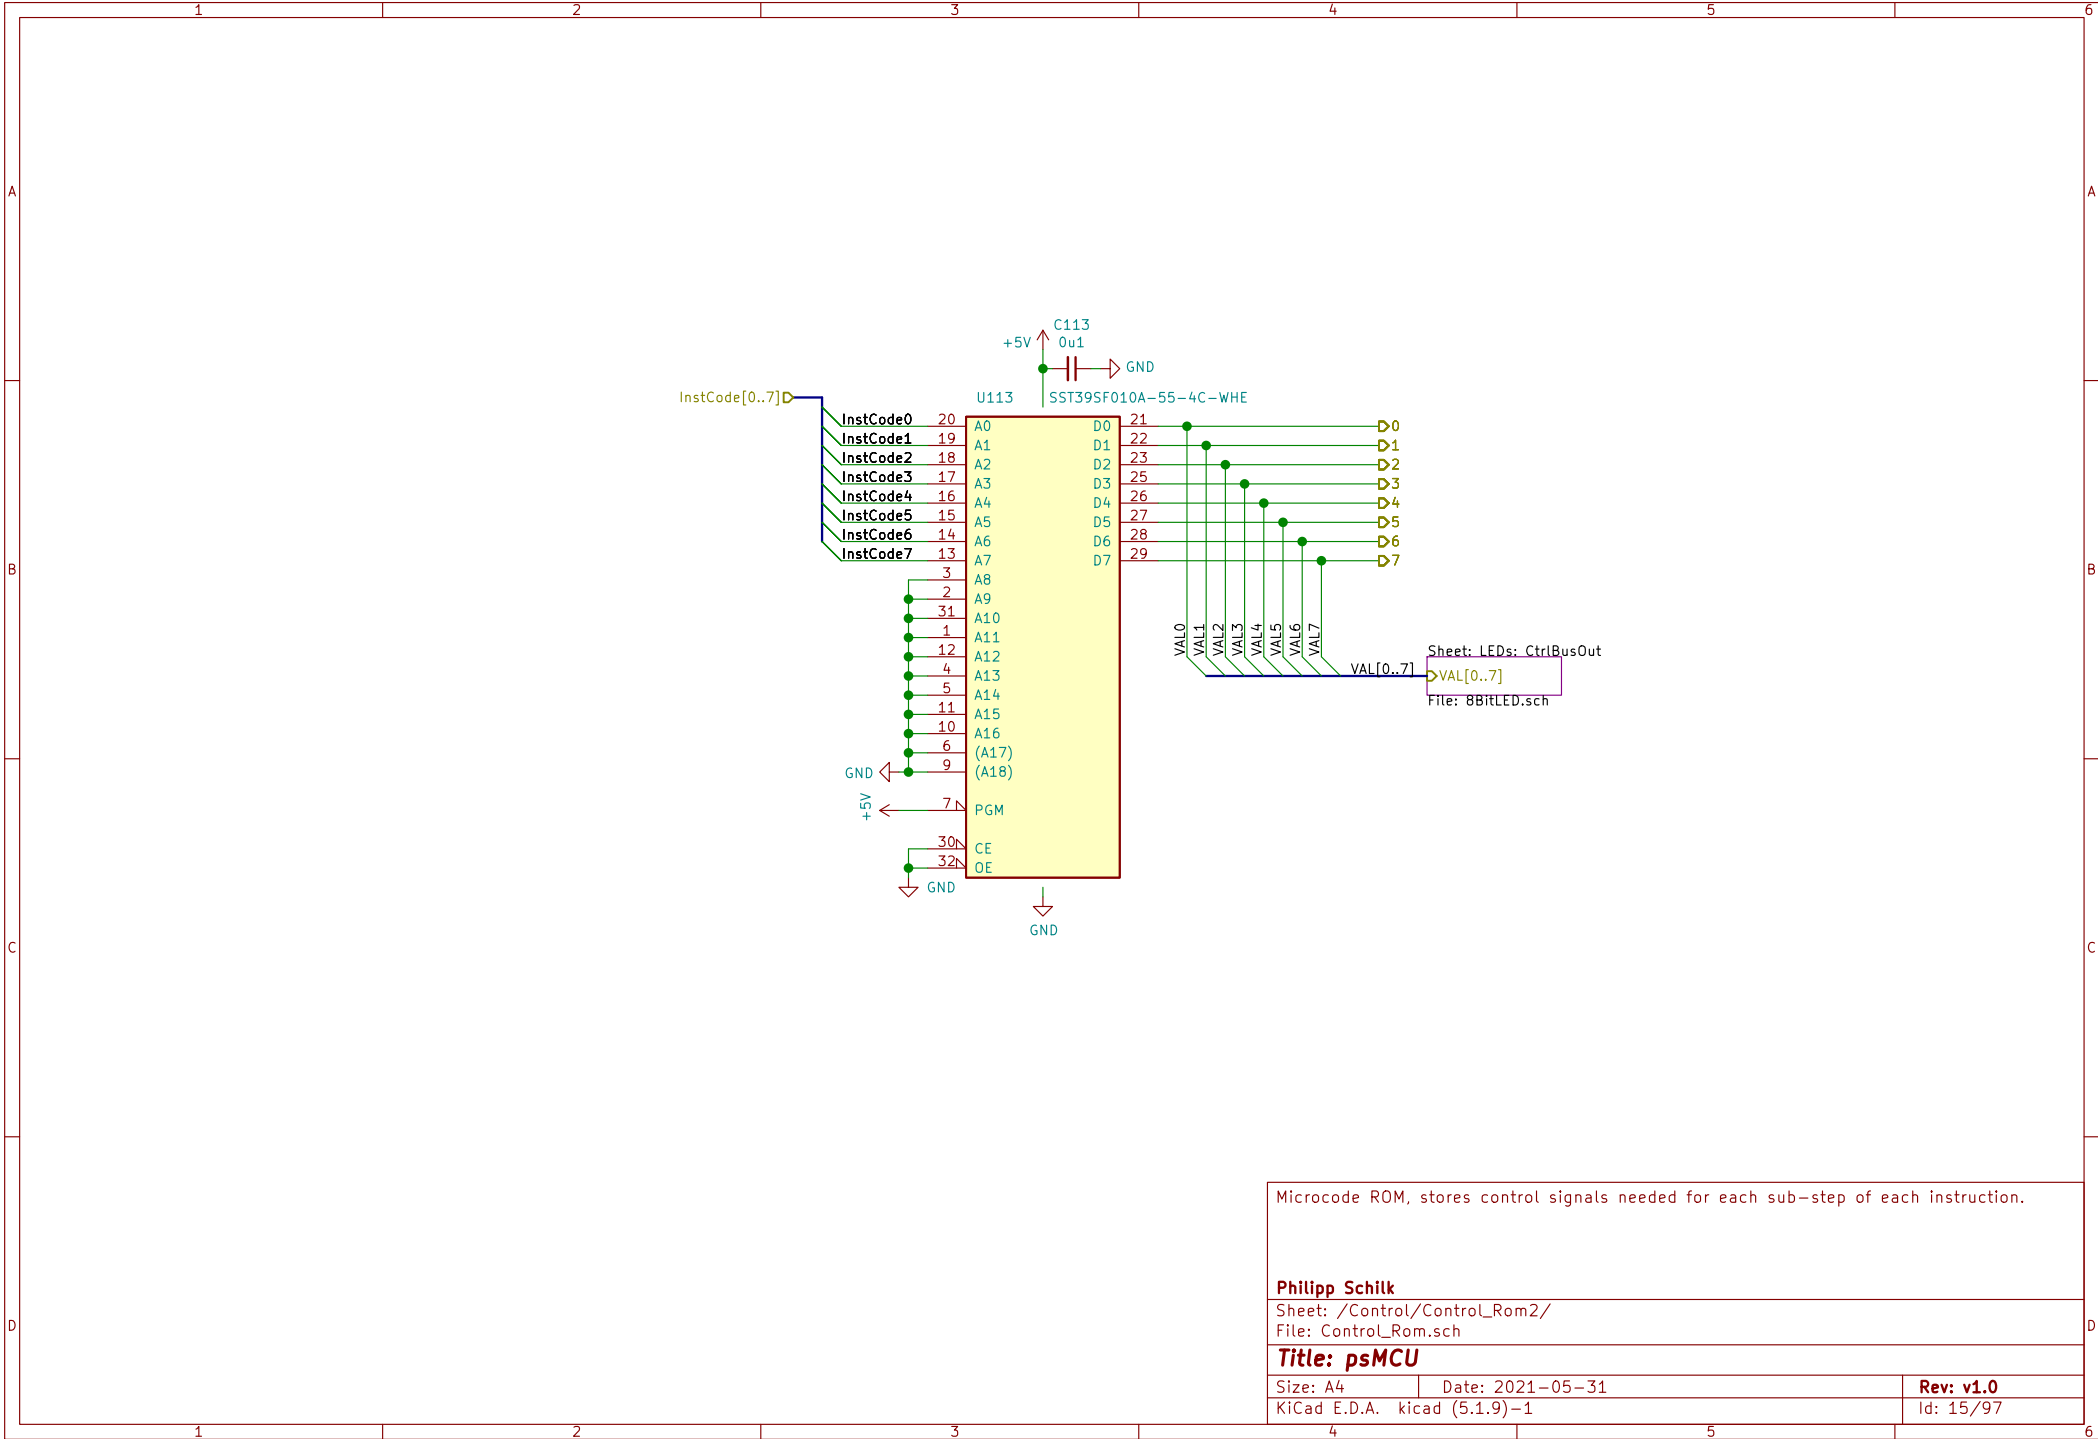 1 2 3 4 5 6
A A
B B
C C
D D
C113
+5V 0u1
GND
InstCode[0..7]
U113 SST39SF010A-55-4C-WHE
InstCode0 20 A0 D0 21 0
InstCode1 19 A1 D1 22 1
InstCode2 18 A2 D2 23 2
InstCode3 17 A3 D3 25 3
InstCode4 16 A4 D4 26 4
InstCode5 15 A5 D5 27 5
InstCode6 14 A6 D6 28 6
InstCode7 13 A7 D7 29 7
3 A8
2 A9
31 A10
1 A11
12 A12
4 A13
5 A14
11 A15
10 A16
6 (A17)
GND 9 (A18)
+5V 7 PGM
30 CE
32 OE
GND
GND
VAL0
VAL1
VAL2
VAL3
VAL4
VAL5
VAL6
VAL7
VAL[0..7]
Sheet: LEDs: CtrlBusOut
VAL[0..7]
File: 8BitLED.sch
Microcode ROM, stores control signals needed for each sub-step of each instruction.
Philipp Schilk
Sheet: /Control/Control_Rom2/
File: Control_Rom.sch
Title: psMCU
Size: A4 Date: 2021-05-31 Rev: v1.0
KiCad E.D.A. kicad (5.1.9)-1 Id: 15/97
1 2 3 4 5 6